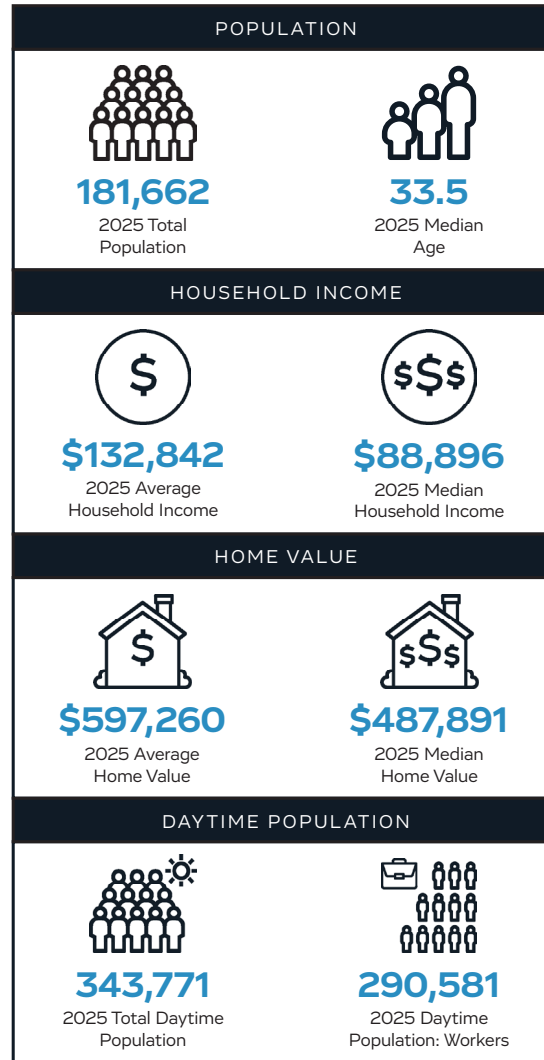 POPULATION
181,662
2025 Total
Population
33.5
2025 Median
Age
HOUSEHOLD INCOME
$
$132,842
2025 Average
Household Income
$$$
$88,896
2025 Median
Household Income
HOME VALUE
$
$597,260
2025 Average
Home Value
$$$
$487,891
2025 Median
Home Value
DAYTIME POPULATION
343,771
2025 Total Daytime
Population
290,581
2025 Daytime
Population: Workers